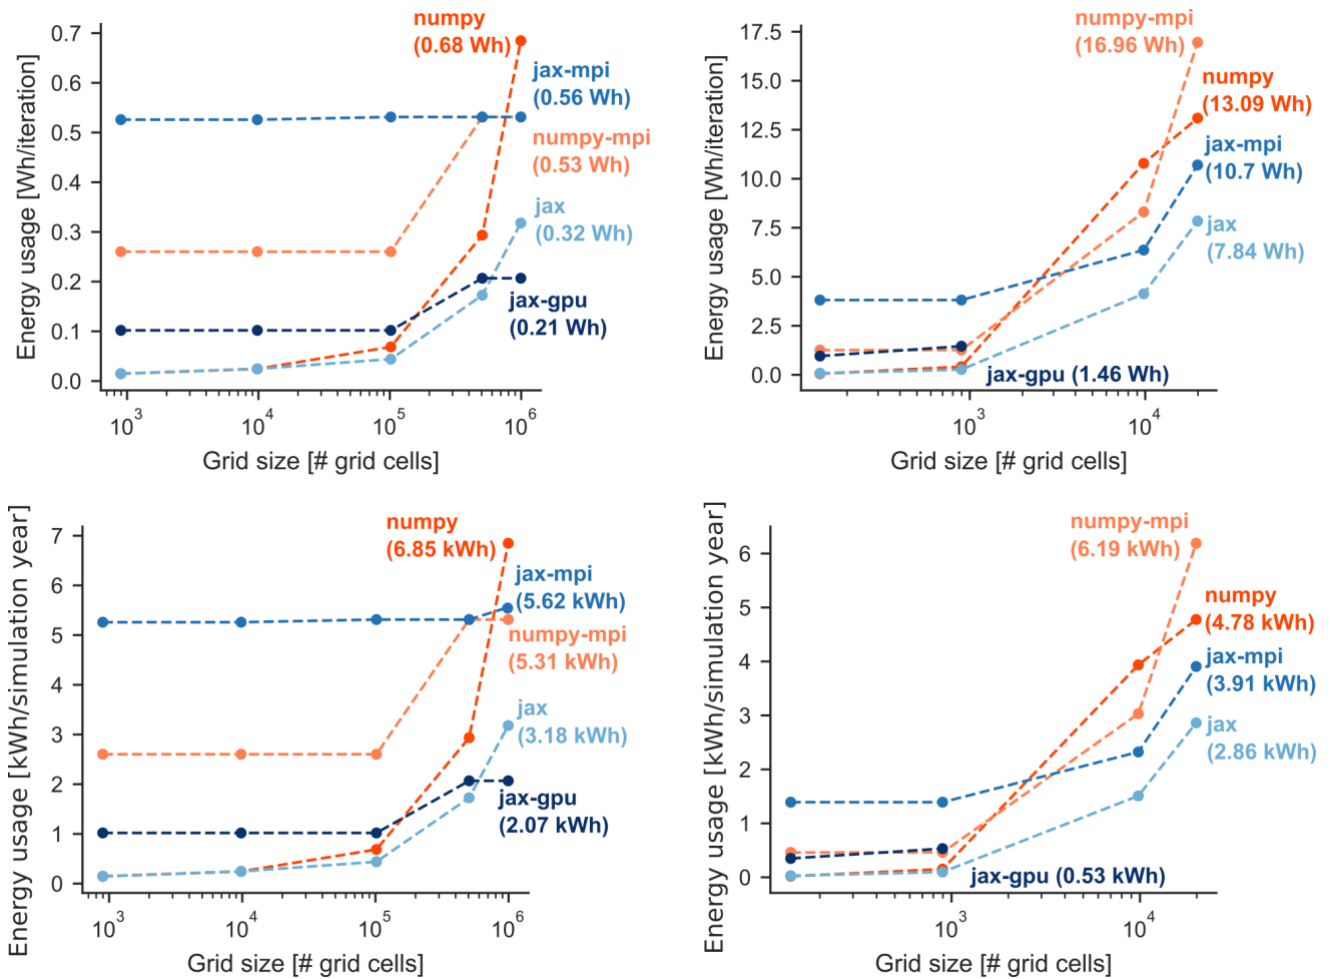 numpy
(0.68 Wh)
jax-mpi
(0.56 Wh)
numpy-mpi
(0.53 Wh)
jax
(0.32 Wh)
jax-gpu
(0.21 Wh)
Energy usage [Wh/iteration]
0.7
0.6
0.5
0.4
0.3
0.2
0.1
0.0
10³ 10⁴ 10⁵ 10⁶
Grid size [# grid cells]
numpy-mpi
(16.96 Wh)
numpy
(13.09 Wh)
jax-mpi
(10.7 Wh)
jax
(7.84 Wh)
jax-gpu (1.46 Wh)
Energy usage [Wh/iteration]
17.5
15.0
12.5
10.0
7.5
5.0
2.5
0.0
10³ 10⁴
Grid size [# grid cells]
numpy
(6.85 kWh)
jax-mpi
(5.62 kWh)
numpy-mpi
(5.31 kWh)
jax
(3.18 kWh)
jax-gpu
(2.07 kWh)
Energy usage [kWh/simulation year]
7
6
5
4
3
2
1
0
10³ 10⁴ 10⁵ 10⁶
Grid size [# grid cells]
numpy-mpi
(6.19 kWh)
numpy
(4.78 kWh)
jax-mpi
(3.91 kWh)
jax
(2.86 kWh)
jax-gpu (0.53 kWh)
Energy usage [kWh/simulation year]
6
5
4
3
2
1
0
10³ 10⁴
Grid size [# grid cells]